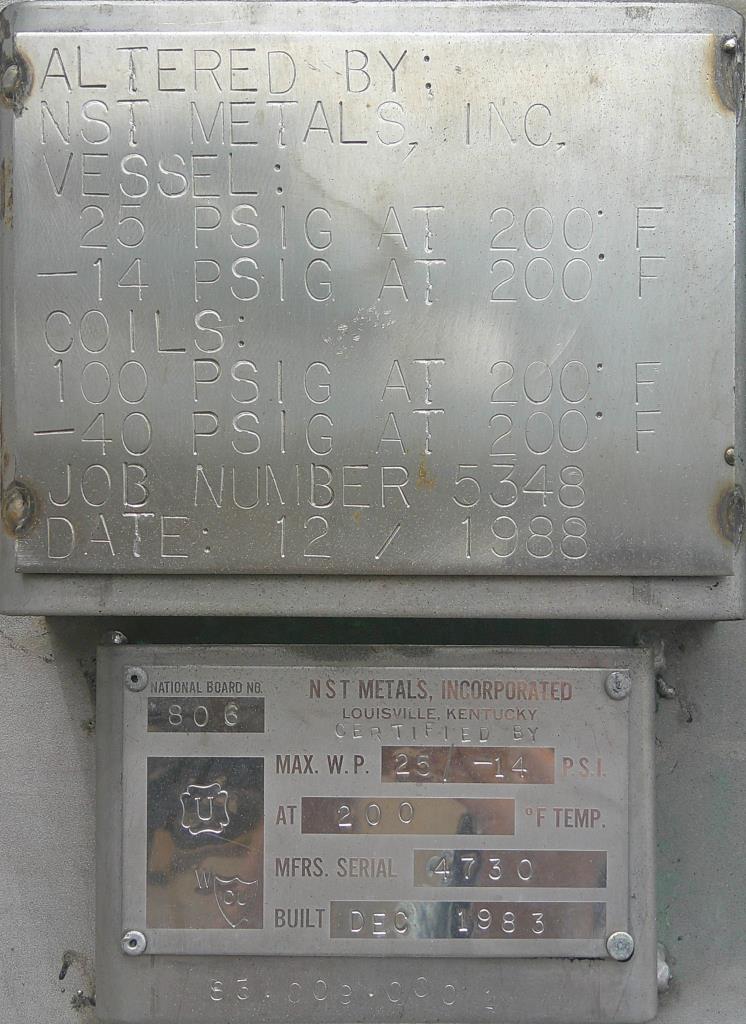 ALTERED BY:
NST METALS, INC,
VESSEL:
25 PSIG AT 200° F
-14 PSIG AT 200° F
COILS:
100 PSIG AT 200° F
-40 PSIG AT 200° F
JOB NUMBER 5348
DATE: 12 / 1988
NATIONAL BOARD NO.
806
NST METALS, INCORPORATED
LOUISVILLE, KENTUCKY
CERTIFIED BY
MAX. W.P. 25/-14 P.S.I.
U
AT 200 °F TEMP.
MFRS. SERIAL 4730
W
BUILT DEC 1983